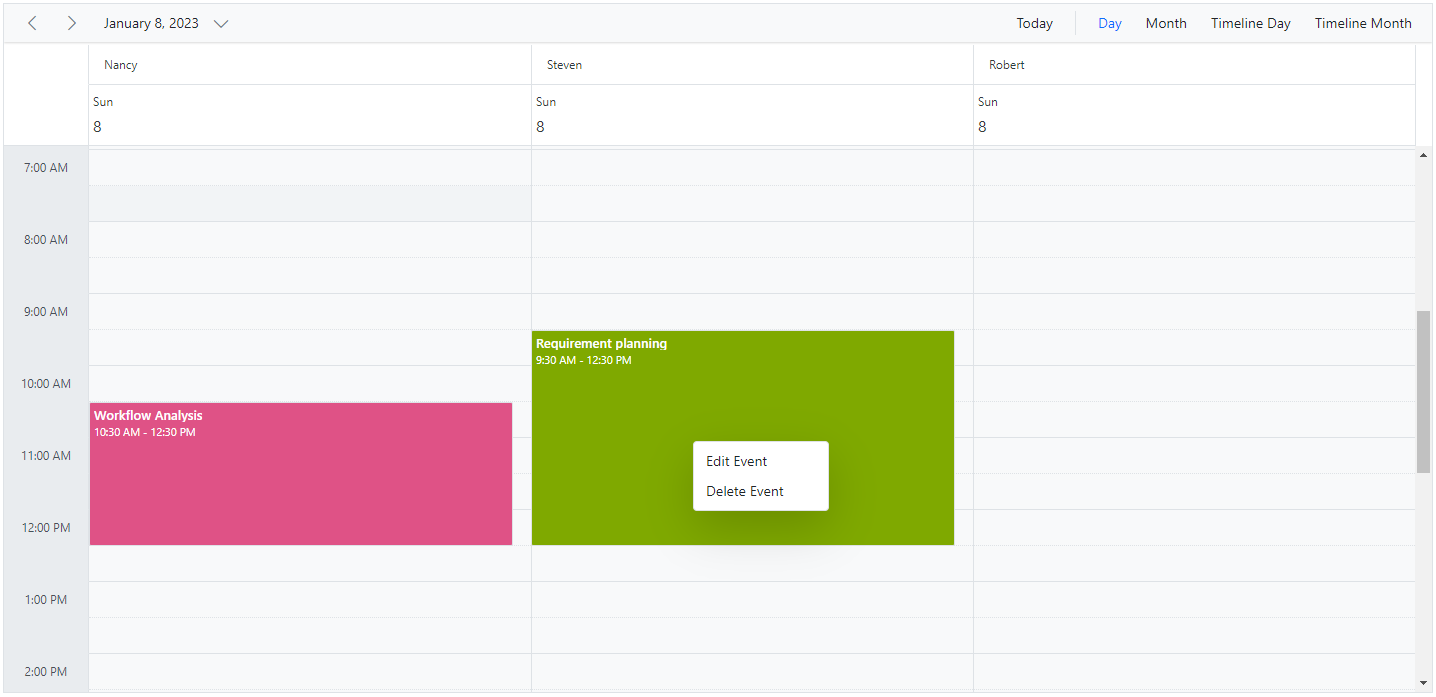 January 8, 2023 Today Day Month Timeline Day Timeline Month
Nancy Steven Robert
Sun Sun Sun
8 8 8
7:00 AM
8:00 AM
9:00 AM
Requirement planning
9:30 AM - 12:30 PM
10:00 AM
Workflow Analysis
10:30 AM - 12:30 PM
11:00 AM
Edit Event
Delete Event
12:00 PM
1:00 PM
2:00 PM